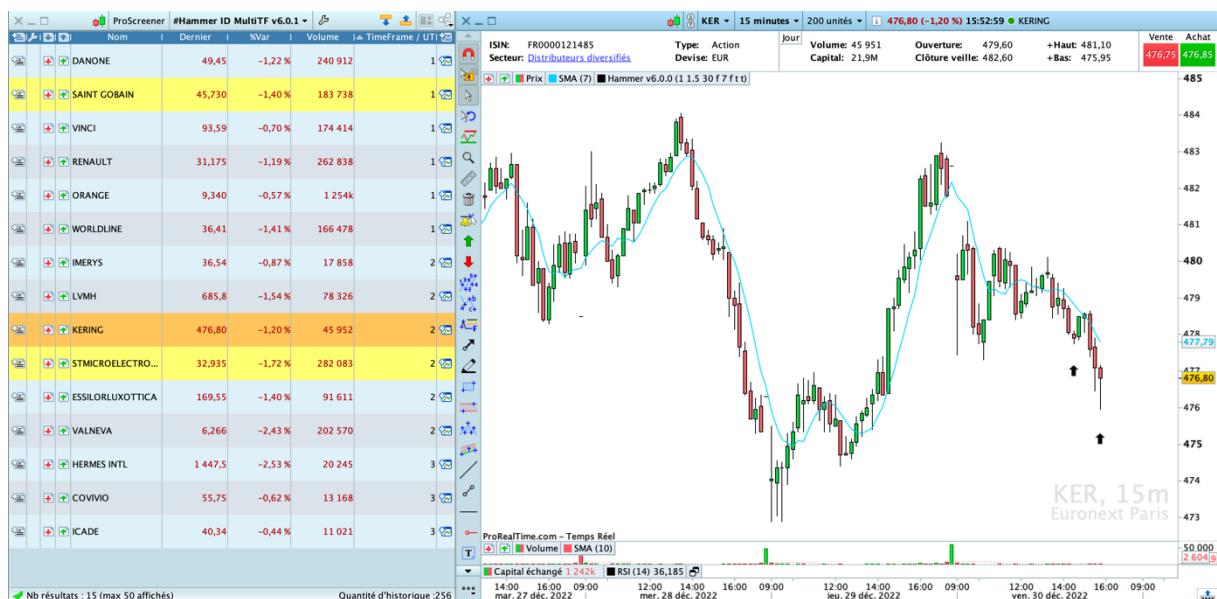 ProScreener #Hammer ID MultiTF v6.0.1
Nom Dernier %Var Volume TimeFrame / UT
DANONE 49,45 −1,22 % 240 912 1
SAINT GOBAIN 45,730 −1,40 % 183 738 1
VINCI 93,59 −0,70 % 174 414 1
RENAULT 31,175 −1,19 % 262 838 1
ORANGE 9,340 −0,57 % 1 254k 1
WORLDLINE 36,41 −1,41 % 166 478 1
IMERYS 36,54 −0,87 % 17 858 2
LVMH 685,8 −1,54 % 78 326 2
KERING 476,80 −1,20 % 45 952 2
STMICROELECTRO... 32,935 −1,72 % 282 083 2
ESSILORLUXOTTICA 169,55 −1,40 % 91 611 2
VALNEVA 6,266 −2,43 % 202 570 2
HERMES INTL 1 447,5 −2,53 % 20 245 3
COVIVIO 55,75 −0,62 % 13 168 3
ICADE 40,34 −0,44 % 11 021 3
Nb résultats : 15 (max 50 affichés) Quantité d'historique :256
KER 15 minutes 200 unités 476,80 (−1,20 %) 15:52:59 KERING
ISIN: FR0000121485 Type: Action Jour Volume: 45 951 Ouverture: 479,60 +Haut: 481,10 Vente Achat
Secteur: Distributeurs diversifiés Devise: EUR Capital: 21,9M Clôture veille: 482,60 +Bas: 475,95 476,75 476,85
Prix SMA (7) Hammer v6.0.0 (1 1.5 30 f 7 f t t)
485
484
483
482
481
480
479
478
477,79
477
476,80
476
475
474
473
KER, 15m
Euronext Paris
ProRealTime.com – Temps Réel
Volume SMA (10)
50 000
2 604
Capital échangé 1 242k RSI (14) 36,185
14:00 16:00 09:00 12:00 14:00 16:00 09:00 12:00 14:00 16:00 09:00 12:00 14:00 16:00 09:00
mar. 27 déc. 2022 mer. 28 déc. 2022 jeu. 29 déc. 2022 ven. 30 déc. 2022